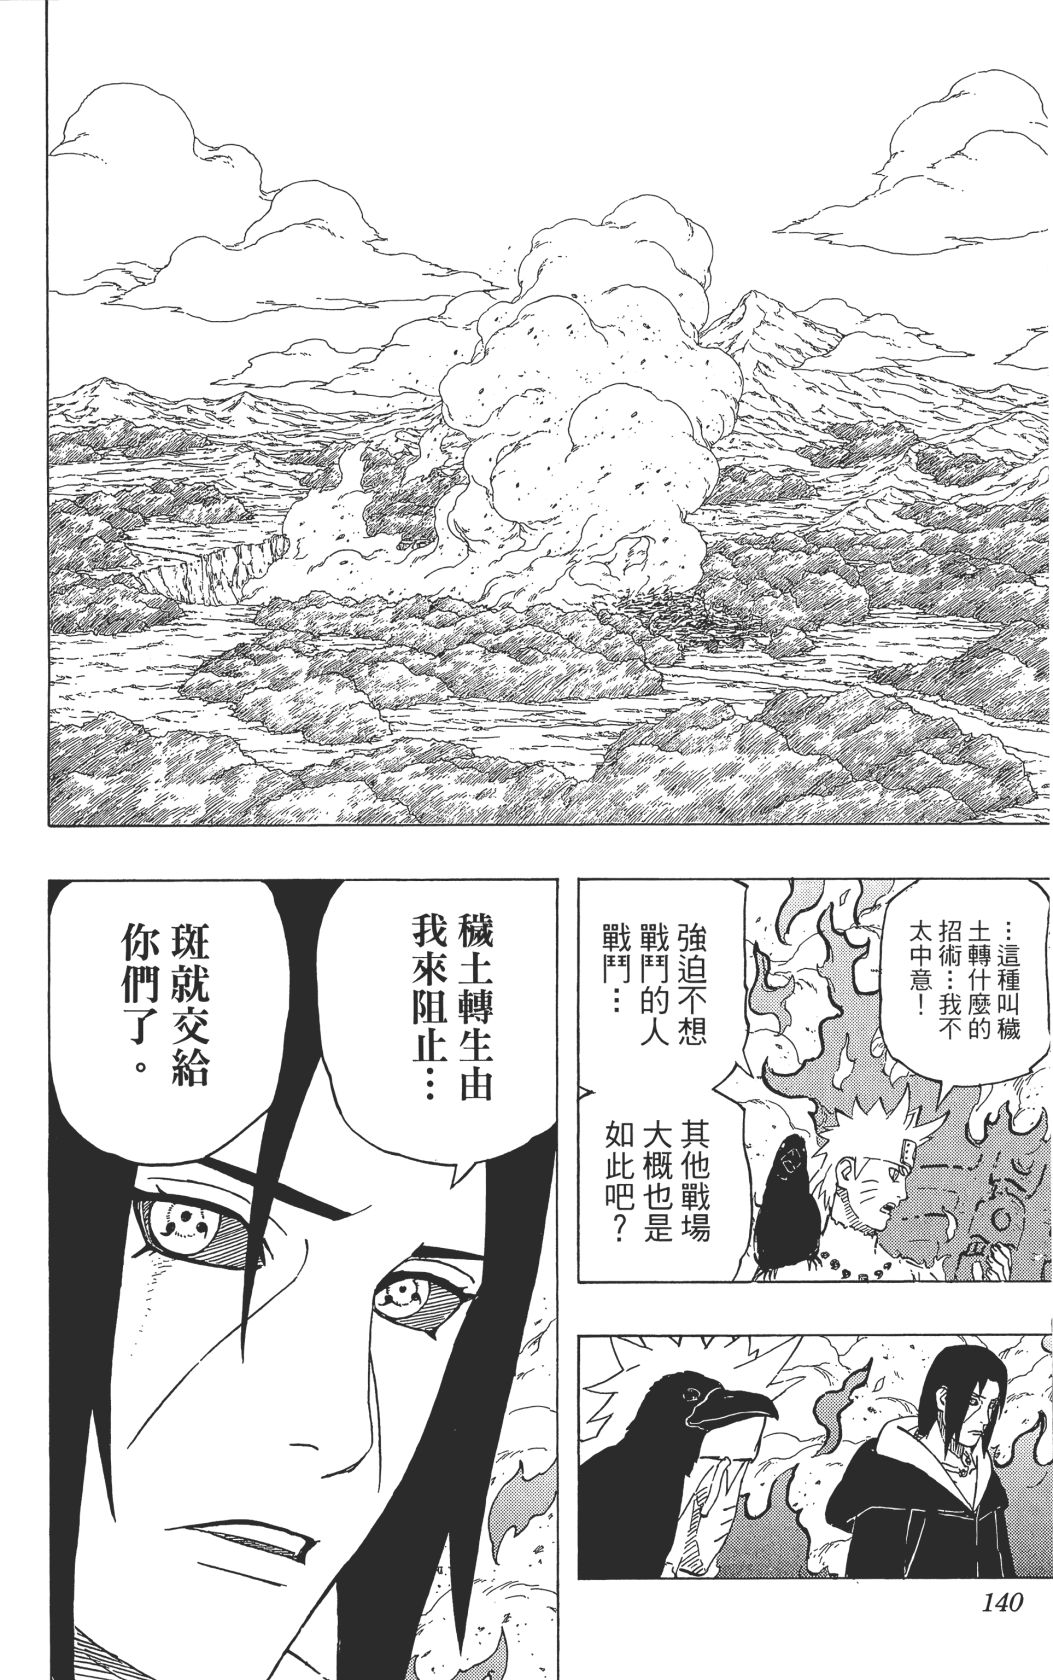 …這種叫穢
土轉什麼的
招術…我不
太中意！
強迫不想
戰鬥的人
戰鬥…
其他戰場
大概也是
如此吧？
穢土轉生由
我來阻止…
斑就交給
你們了。
140